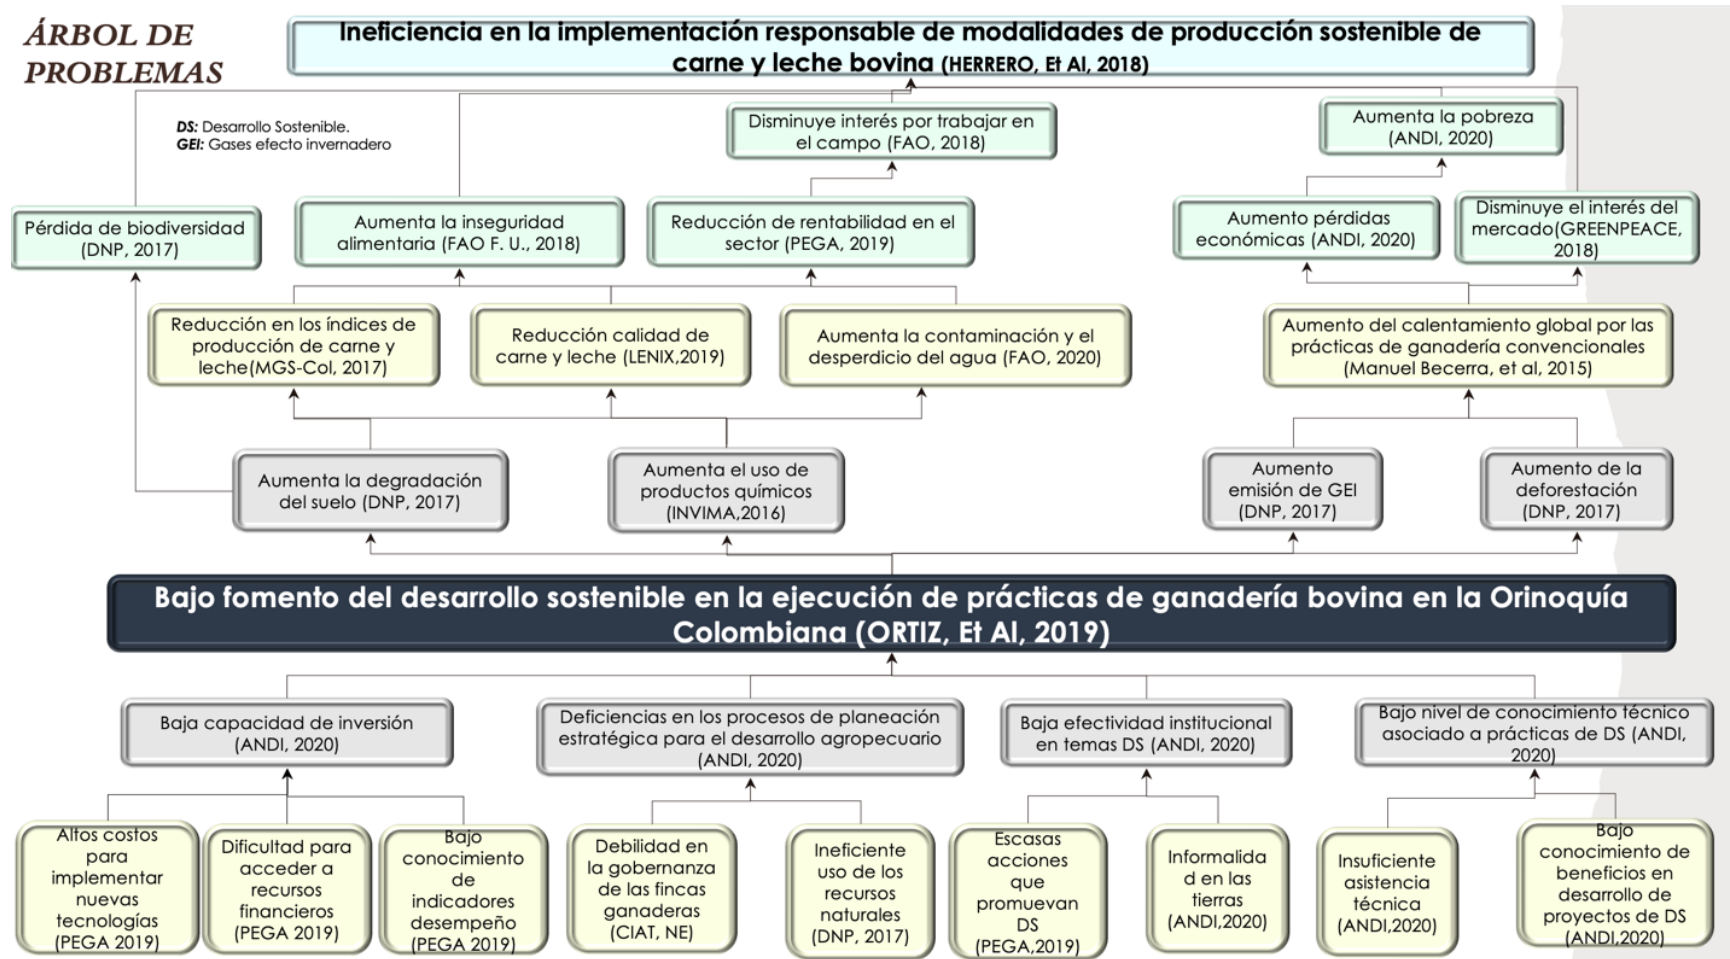 ÁRBOL DE
PROBLEMAS
Ineficiencia en la implementación responsable de modalidades de producción sostenible de
carne y leche bovina (HERRERO, Et Al, 2018)
DS: Desarrollo Sostenible.
GEI: Gases efecto invernadero
Disminuye interés por trabajar en
el campo (FAO, 2018)
Aumenta la pobreza
(ANDI, 2020)
Pérdida de biodiversidad
(DNP, 2017)
Aumenta la inseguridad
alimentaria (FAO F. U., 2018)
Reducción de rentabilidad en el
sector (PEGA, 2019)
Aumento pérdidas
económicas (ANDI, 2020)
Disminuye el interés del
mercado(GREENPEACE,
2018)
Reducción en los índices de
producción de carne y
leche(MGS-Col, 2017)
Reducción calidad de
carne y leche (LENIX,2019)
Aumenta la contaminación y el
desperdicio del agua (FAO, 2020)
Aumento del calentamiento global por las
prácticas de ganadería convencionales
(Manuel Becerra, et al, 2015)
Aumenta la degradación
del suelo (DNP, 2017)
Aumenta el uso de
productos químicos
(INVIMA,2016)
Aumento
emisión de GEI
(DNP, 2017)
Aumento de la
deforestación
(DNP, 2017)
Bajo fomento del desarrollo sostenible en la ejecución de prácticas de ganadería bovina en la Orinoquía
Colombiana (ORTIZ, Et Al, 2019)
Baja capacidad de inversión
(ANDI, 2020)
Deficiencias en los procesos de planeación
estratégica para el desarrollo agropecuario
(ANDI, 2020)
Baja efectividad institucional
en temas DS (ANDI, 2020)
Bajo nivel de conocimiento técnico
asociado a prácticas de DS (ANDI,
2020)
Altos costos
para
implementar
nuevas
tecnologías
(PEGA 2019)
Dificultad para
acceder a
recursos
financieros
(PEGA 2019)
Bajo
conocimiento
de
indicadores
desempeño
(PEGA 2019)
Debilidad en
la gobernanza
de las fincas
ganaderas
(CIAT, NE)
Ineficiente
uso de los
recursos
naturales
(DNP, 2017)
Escasas
acciones
que
promuevan
DS
(PEGA,2019)
Informalida
d en las
tierras
(ANDI,2020)
Insuficiente
asistencia
técnica
(ANDI,2020)
Bajo
conocimiento de
beneficios en
desarrollo de
proyectos de DS
(ANDI,2020)